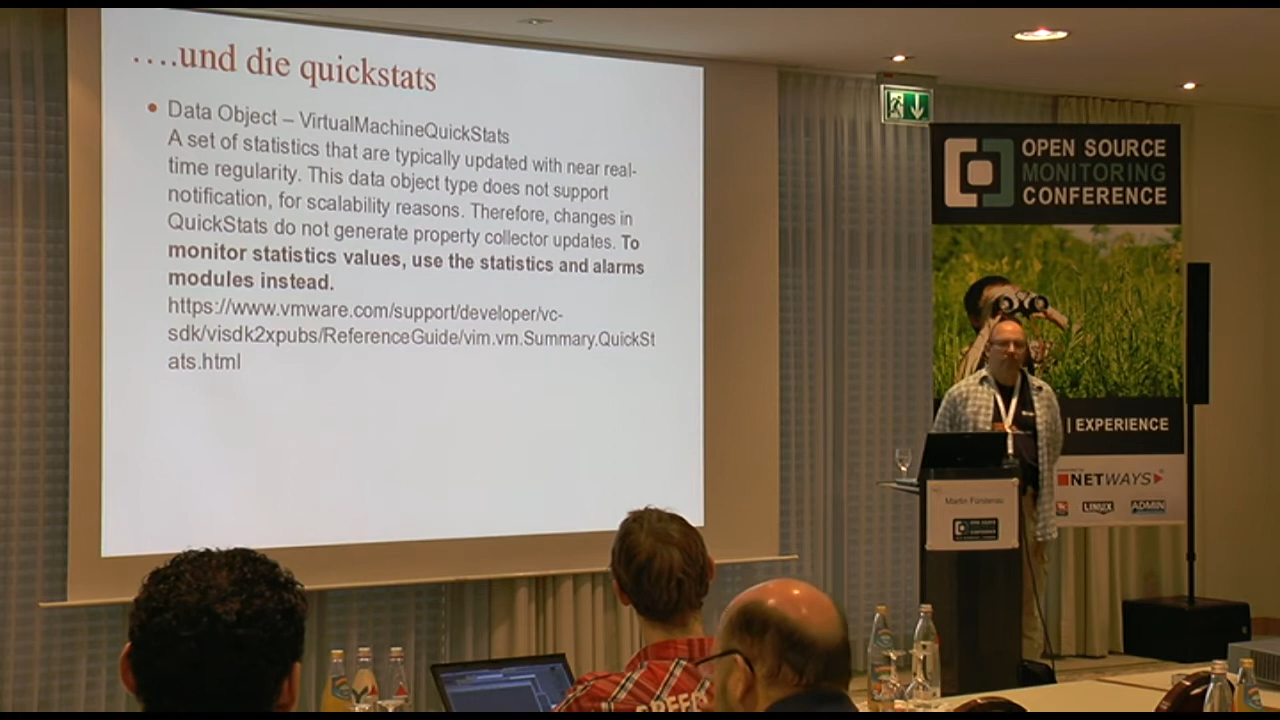 ….und die quickstats
• Data Object – VirtualMachineQuickStats
A set of statistics that are typically updated with near real-
time regularity. This data object type does not support
notification, for scalability reasons. Therefore, changes in
QuickStats do not generate property collector updates. To
monitor statistics values, use the statistics and alarms
modules instead.
https://www.vmware.com/support/developer/vc-
sdk/visdk2xpubs/ReferenceGuide/vim.vm.Summary.QuickSt
ats.html
OPEN SOURCE
MONITORING
CONFERENCE
| EXPERIENCE
NETWAYS
LINUX
ADMIN
Martin Fürstenau
OPEN SOURCE
CONFERENCE